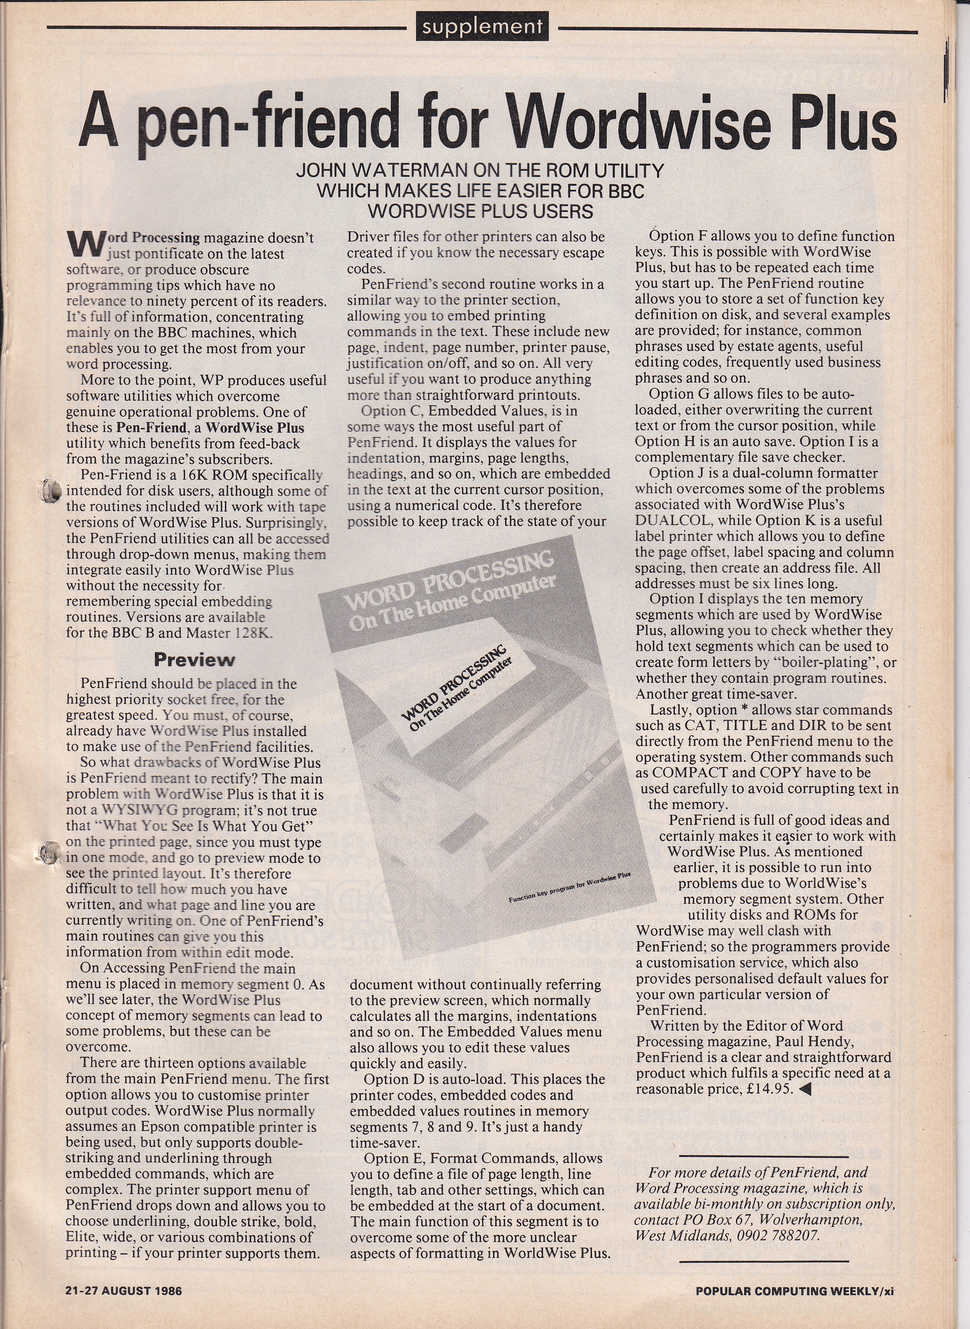 supplement
A pen-friend for Wordwise Plus
JOHN WATERMAN ON THE ROM UTILITY
WHICH MAKES LIFE EASIER FOR BBC
WORDWISE PLUS USERS
Word Processing magazine doesn't
just pontificate on the latest
software, or produce obscure
programming tips which have no
relevance to ninety percent of its readers.
It's full of information, concentrating
mainly on the BBC machines, which
enables you to get the most from your
word processing.
More to the point, WP produces useful
software utilities which overcome
genuine operational problems. One of
these is Pen-Friend, a WordWise Plus
utility which benefits from feed-back
from the magazine's subscribers.
Pen-Friend is a 16K ROM specifically
intended for disk users, although some of
the routines included will work with tape
versions of WordWise Plus. Surprisingly,
the PenFriend utilities can all be accessed
through drop-down menus, making them
integrate easily into WordWise Plus
without the necessity for
remembering special embedding
routines. Versions are available
for the BBC B and Master 128K.
Preview
PenFriend should be placed in the
highest priority socket free, for the
greatest speed. You must, of course,
already have WordWise Plus installed
to make use of the PenFriend facilities.
So what drawbacks of WordWise Plus
is PenFriend meant to rectify? The main
problem with WordWise Plus is that it is
not a WYSIWYG program; it's not true
that "What You See Is What You Get"
on the printed page, since you must type
in one mode, and go to preview mode to
see the printed layout. It's therefore
difficult to tell how much you have
written, and what page and line you are
currently writing on. One of PenFriend's
main routines can give you this
information from within edit mode.
On Accessing PenFriend the main
menu is placed in memory segment 0. As
we'll see later, the WordWise Plus
concept of memory segments can lead to
some problems, but these can be
overcome.
There are thirteen options available
from the main PenFriend menu. The first
option allows you to customise printer
output codes. WordWise Plus normally
assumes an Epson compatible printer is
being used, but only supports double-
striking and underlining through
embedded commands, which are
complex. The printer support menu of
PenFriend drops down and allows you to
choose underlining, double strike, bold,
Elite, wide, or various combinations of
printing – if your printer supports them.
Driver files for other printers can also be
created if you know the necessary escape
codes.
PenFriend's second routine works in a
similar way to the printer section,
allowing you to embed printing
commands in the text. These include new
page, indent, page number, printer pause,
justification on/off, and so on. All very
useful if you want to produce anything
more than straightforward printouts.
Option C, Embedded Values, is in
some ways the most useful part of
PenFriend. It displays the values for
indentation, margins, page lengths,
headings, and so on, which are embedded
in the text at the current cursor position,
using a numerical code. It's therefore
possible to keep track of the state of your
WORD PROCESSING
On The Home Computer
WORD PROCESSING
On The Home Computer
Function key program for Wordwise Plus
document without continually referring
to the preview screen, which normally
calculates all the margins, indentations
and so on. The Embedded Values menu
also allows you to edit these values
quickly and easily.
Option D is auto-load. This places the
printer codes, embedded codes and
embedded values routines in memory
segments 7, 8 and 9. It's just a handy
time-saver.
Option E, Format Commands, allows
you to define a file of page length, line
length, tab and other settings, which can
be embedded at the start of a document.
The main function of this segment is to
overcome some of the more unclear
aspects of formatting in WorldWise Plus.
Option F allows you to define function
keys. This is possible with WordWise
Plus, but has to be repeated each time
you start up. The PenFriend routine
allows you to store a set of function key
definition on disk, and several examples
are provided; for instance, common
phrases used by estate agents, useful
editing codes, frequently used business
phrases and so on.
Option G allows files to be auto-
loaded, either overwriting the current
text or from the cursor position, while
Option H is an auto save. Option I is a
complementary file save checker.
Option J is a dual-column formatter
which overcomes some of the problems
associated with WordWise Plus's
DUALCOL, while Option K is a useful
label printer which allows you to define
the page offset, label spacing and column
spacing, then create an address file. All
addresses must be six lines long.
Option I displays the ten memory
segments which are used by WordWise
Plus, allowing you to check whether they
hold text segments which can be used to
create form letters by "boiler-plating", or
whether they contain program routines.
Another great time-saver.
Lastly, option * allows star commands
such as CAT, TITLE and DIR to be sent
directly from the PenFriend menu to the
operating system. Other commands such
as COMPACT and COPY have to be
used carefully to avoid corrupting text in
the memory.
PenFriend is full of good ideas and
certainly makes it easier to work with
WordWise Plus. As mentioned
earlier, it is possible to run into
problems due to WorldWise's
memory segment system. Other
utility disks and ROMs for
WordWise may well clash with
PenFriend; so the programmers provide
a customisation service, which also
provides personalised default values for
your own particular version of
PenFriend.
Written by the Editor of Word
Processing magazine, Paul Hendy,
PenFriend is a clear and straightforward
product which fulfils a specific need at a
reasonable price, £14.95.
For more details of PenFriend, and
Word Processing magazine, which is
available bi-monthly on subscription only,
contact PO Box 67, Wolverhampton,
West Midlands, 0902 788207.
21-27 AUGUST 1986
POPULAR COMPUTING WEEKLY/xi